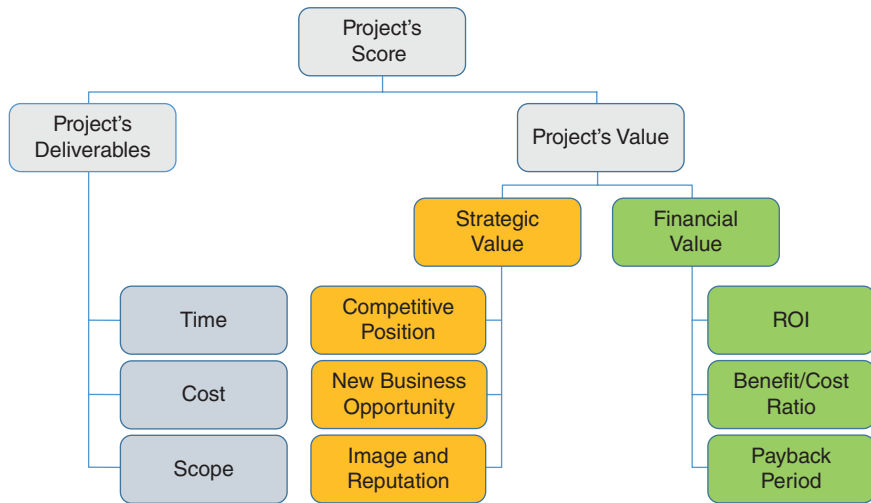 Project's
Score
Project's
Deliverables
Project's Value
Strategic
Value
Financial
Value
Time
Competitive
Position
ROI
Cost
New Business
Opportunity
Benefit/Cost
Ratio
Scope
Image and
Reputation
Payback
Period